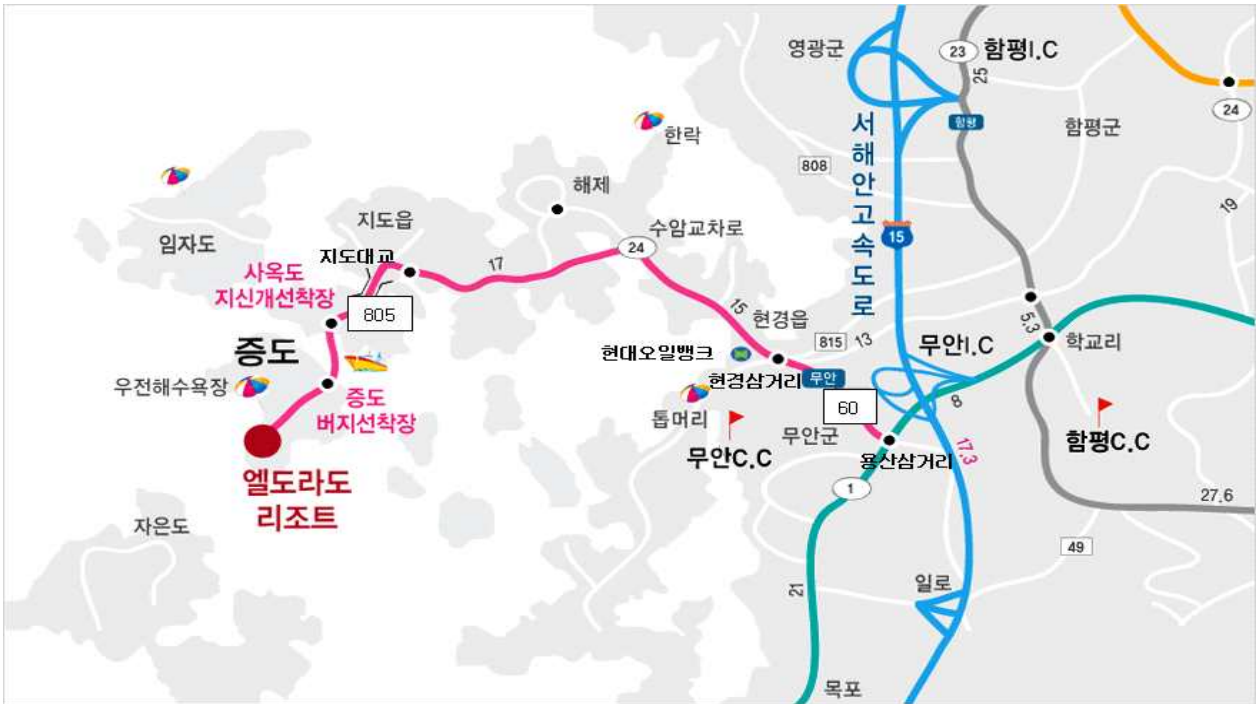 영광군
23
함평I.C
25
24
함평
함평군
서해안고속도로
808
한락
해제
19
지도읍
수암교차로
24
15
임자도
지도대교
17
사옥도
지신개선착장
805
15
현경읍
815
13
5.3
학교리
증도
현대오일뱅크
무안I.C
우전해수욕장
현경삼거리
무안
60
8
증도
버지선착장
톱머리
무안C.C
무안군
용산삼거리
17.3
함평C.C
엘도라도
리조트
1
27.6
자은도
49
21
일로
목포